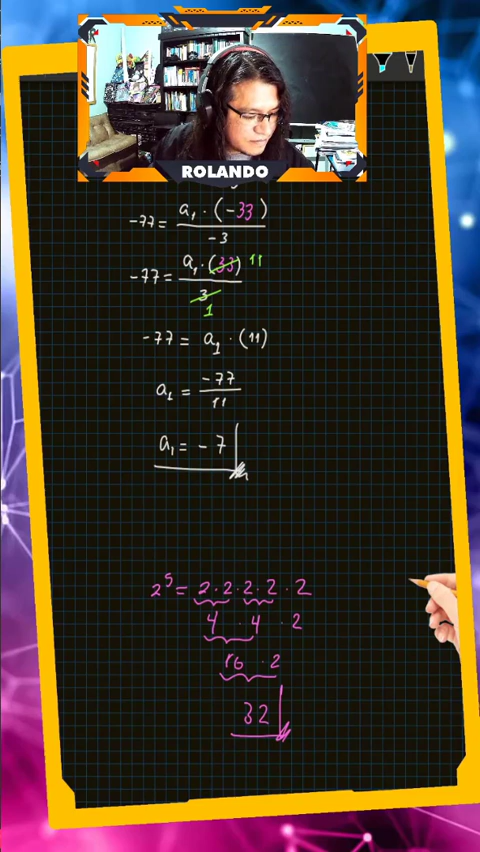 ROLANDO
-77 = a₁ · (-33) / -3
-77 = a₁ · (33) 11 / 3 1
-77 = a₁ · (11)
a₁ = -77 / 11
a₁ = -7
2⁵ = 2 · 2 · 2 · 2 · 2
4 · 4 · 2
16 · 2
32